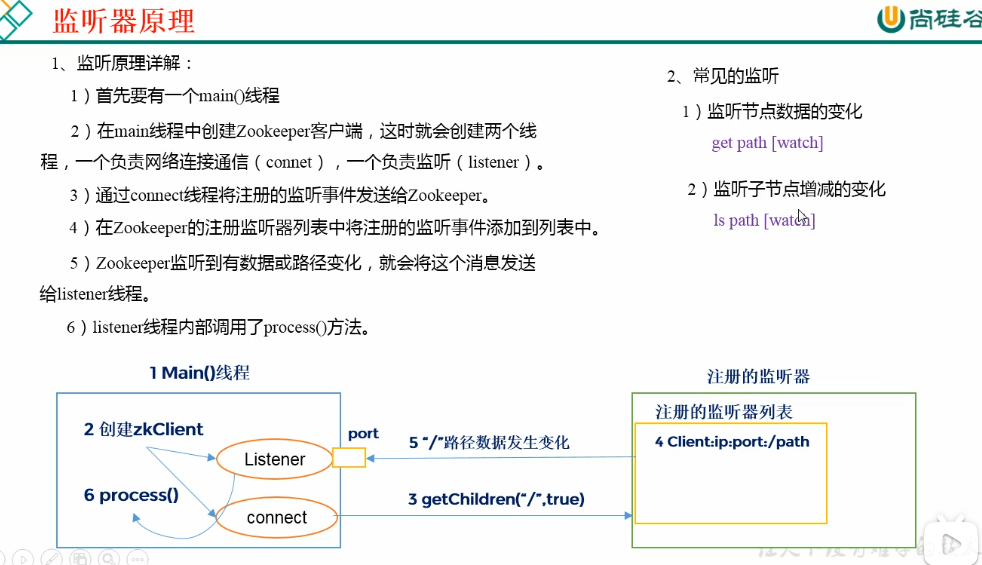 监听器原理
尚硅谷
1、监听原理详解：
1）首先要有一个main()线程
2）在main线程中创建Zookeeper客户端，这时就会创建两个线
程，一个负责网络连接通信（connet），一个负责监听（listener）。
3）通过connect线程将注册的监听事件发送给Zookeeper。
4）在Zookeeper的注册监听器列表中将注册的监听事件添加到列表中。
5）Zookeeper监听到有数据或路径变化，就会将这个消息发送
给listener线程。
6）listener线程内部调用了process()方法。
2、常见的监听
1）监听节点数据的变化
get path [watch]
2）监听子节点增减的变化
ls path [watch]
1 Main()线程
2 创建zkClient
Listener
port
6 process()
connect
5 “/”路径数据发生变化
3 getChildren(“/”,true)
注册的监听器
注册的监听器列表
4 Client:ip:port:/path